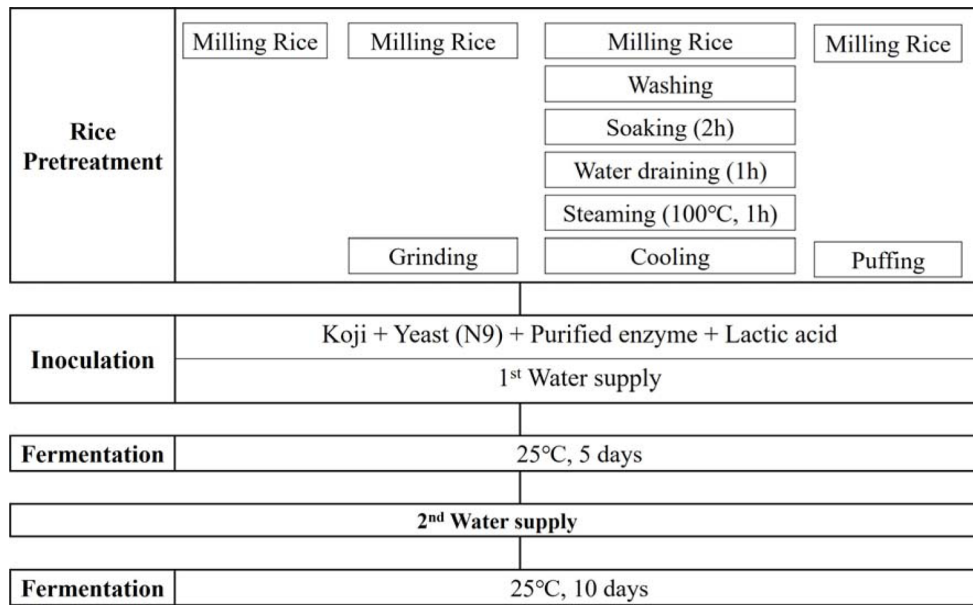 Rice
Pretreatment
Milling Rice
Milling Rice
Grinding
Milling Rice
Washing
Soaking (2h)
Water draining (1h)
Steaming (100℃, 1h)
Cooling
Milling Rice
Puffing
Inoculation
Koji + Yeast (N9) + Purified enzyme + Lactic acid
1st Water supply
Fermentation
25℃, 5 days
2nd Water supply
Fermentation
25℃, 10 days